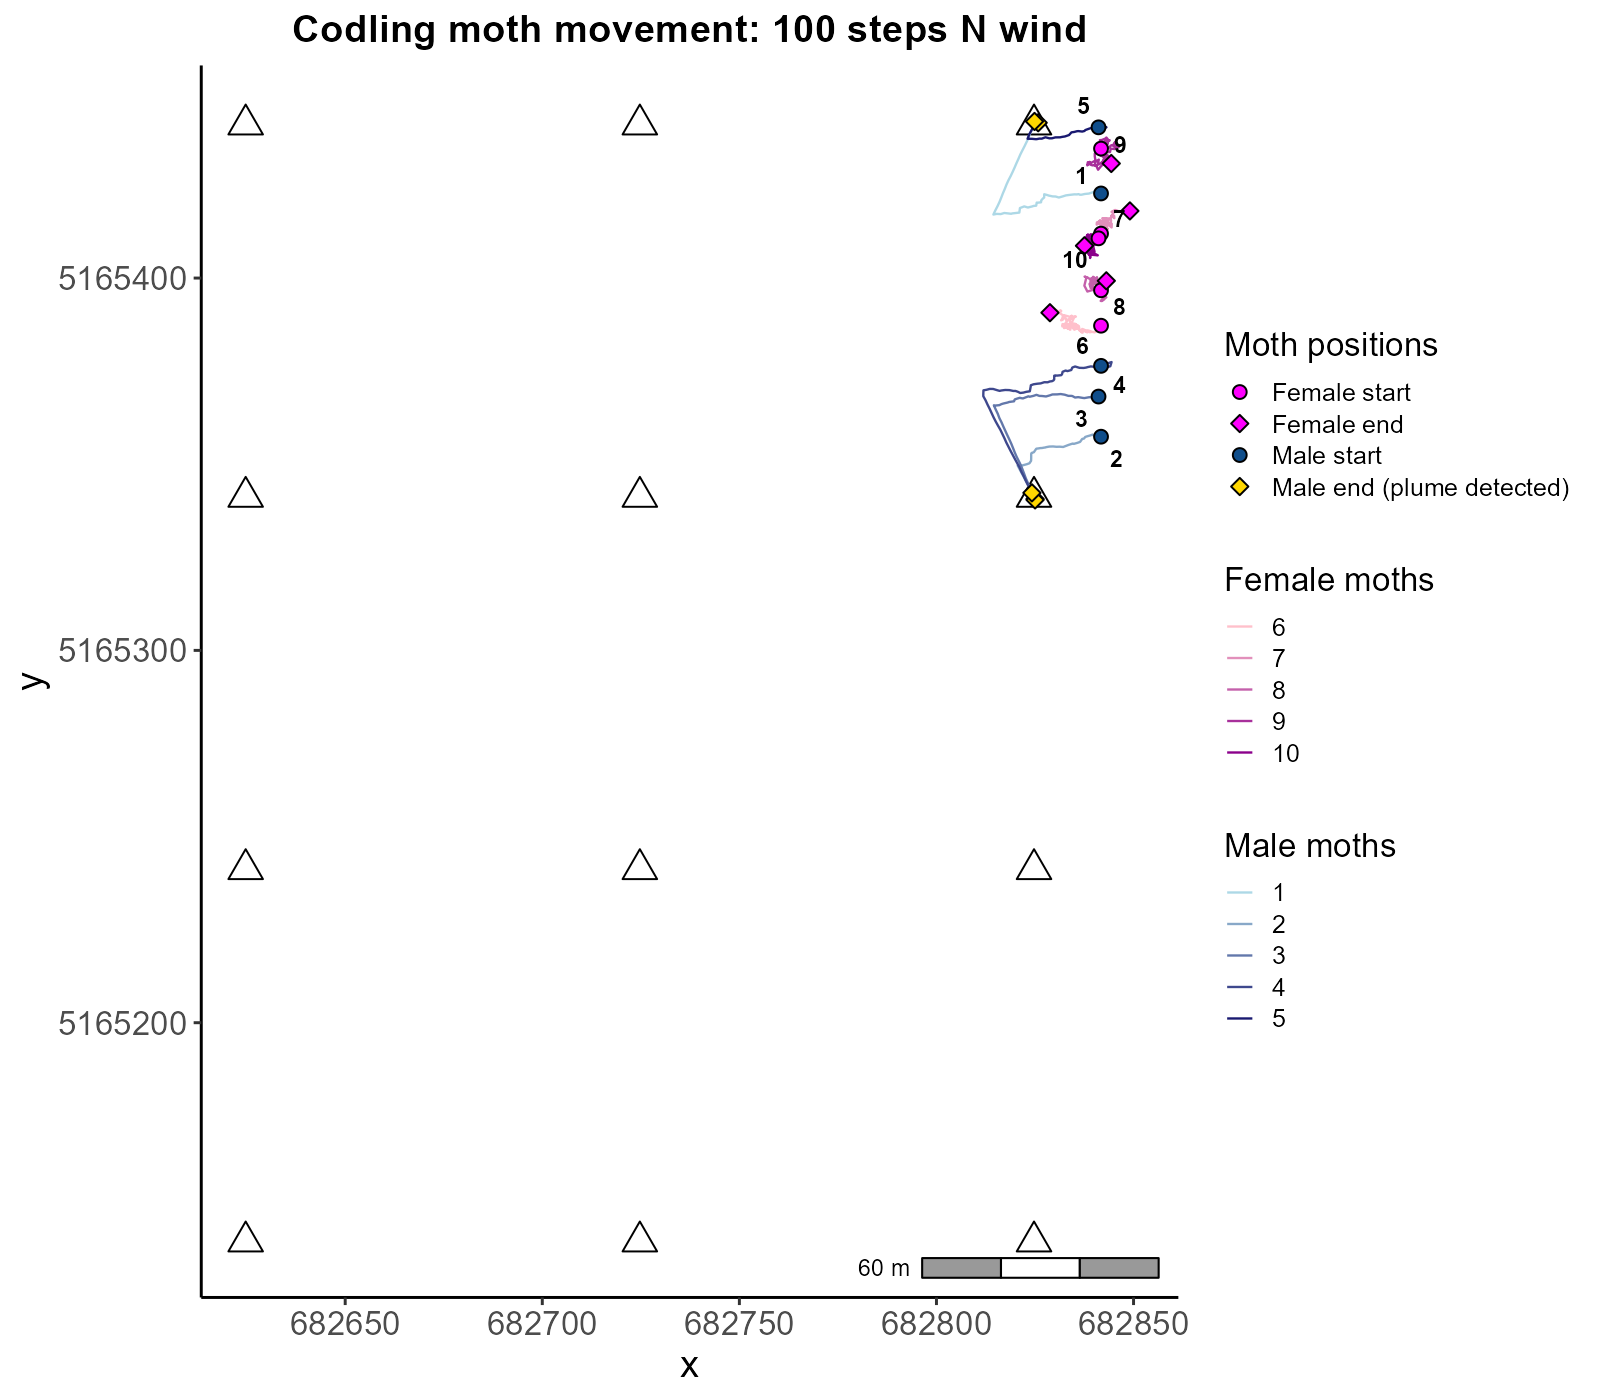 Codling moth movement: 100 steps N wind
5
9
1
7
10
8
6
4
3
2
5165400
5165300
5165200
y
60 m
682650
682700
682750
682800
682850
x
Moth positions
Female start
Female end
Male start
Male end (plume detected)
Female moths
6
7
8
9
10
Male moths
1
2
3
4
5